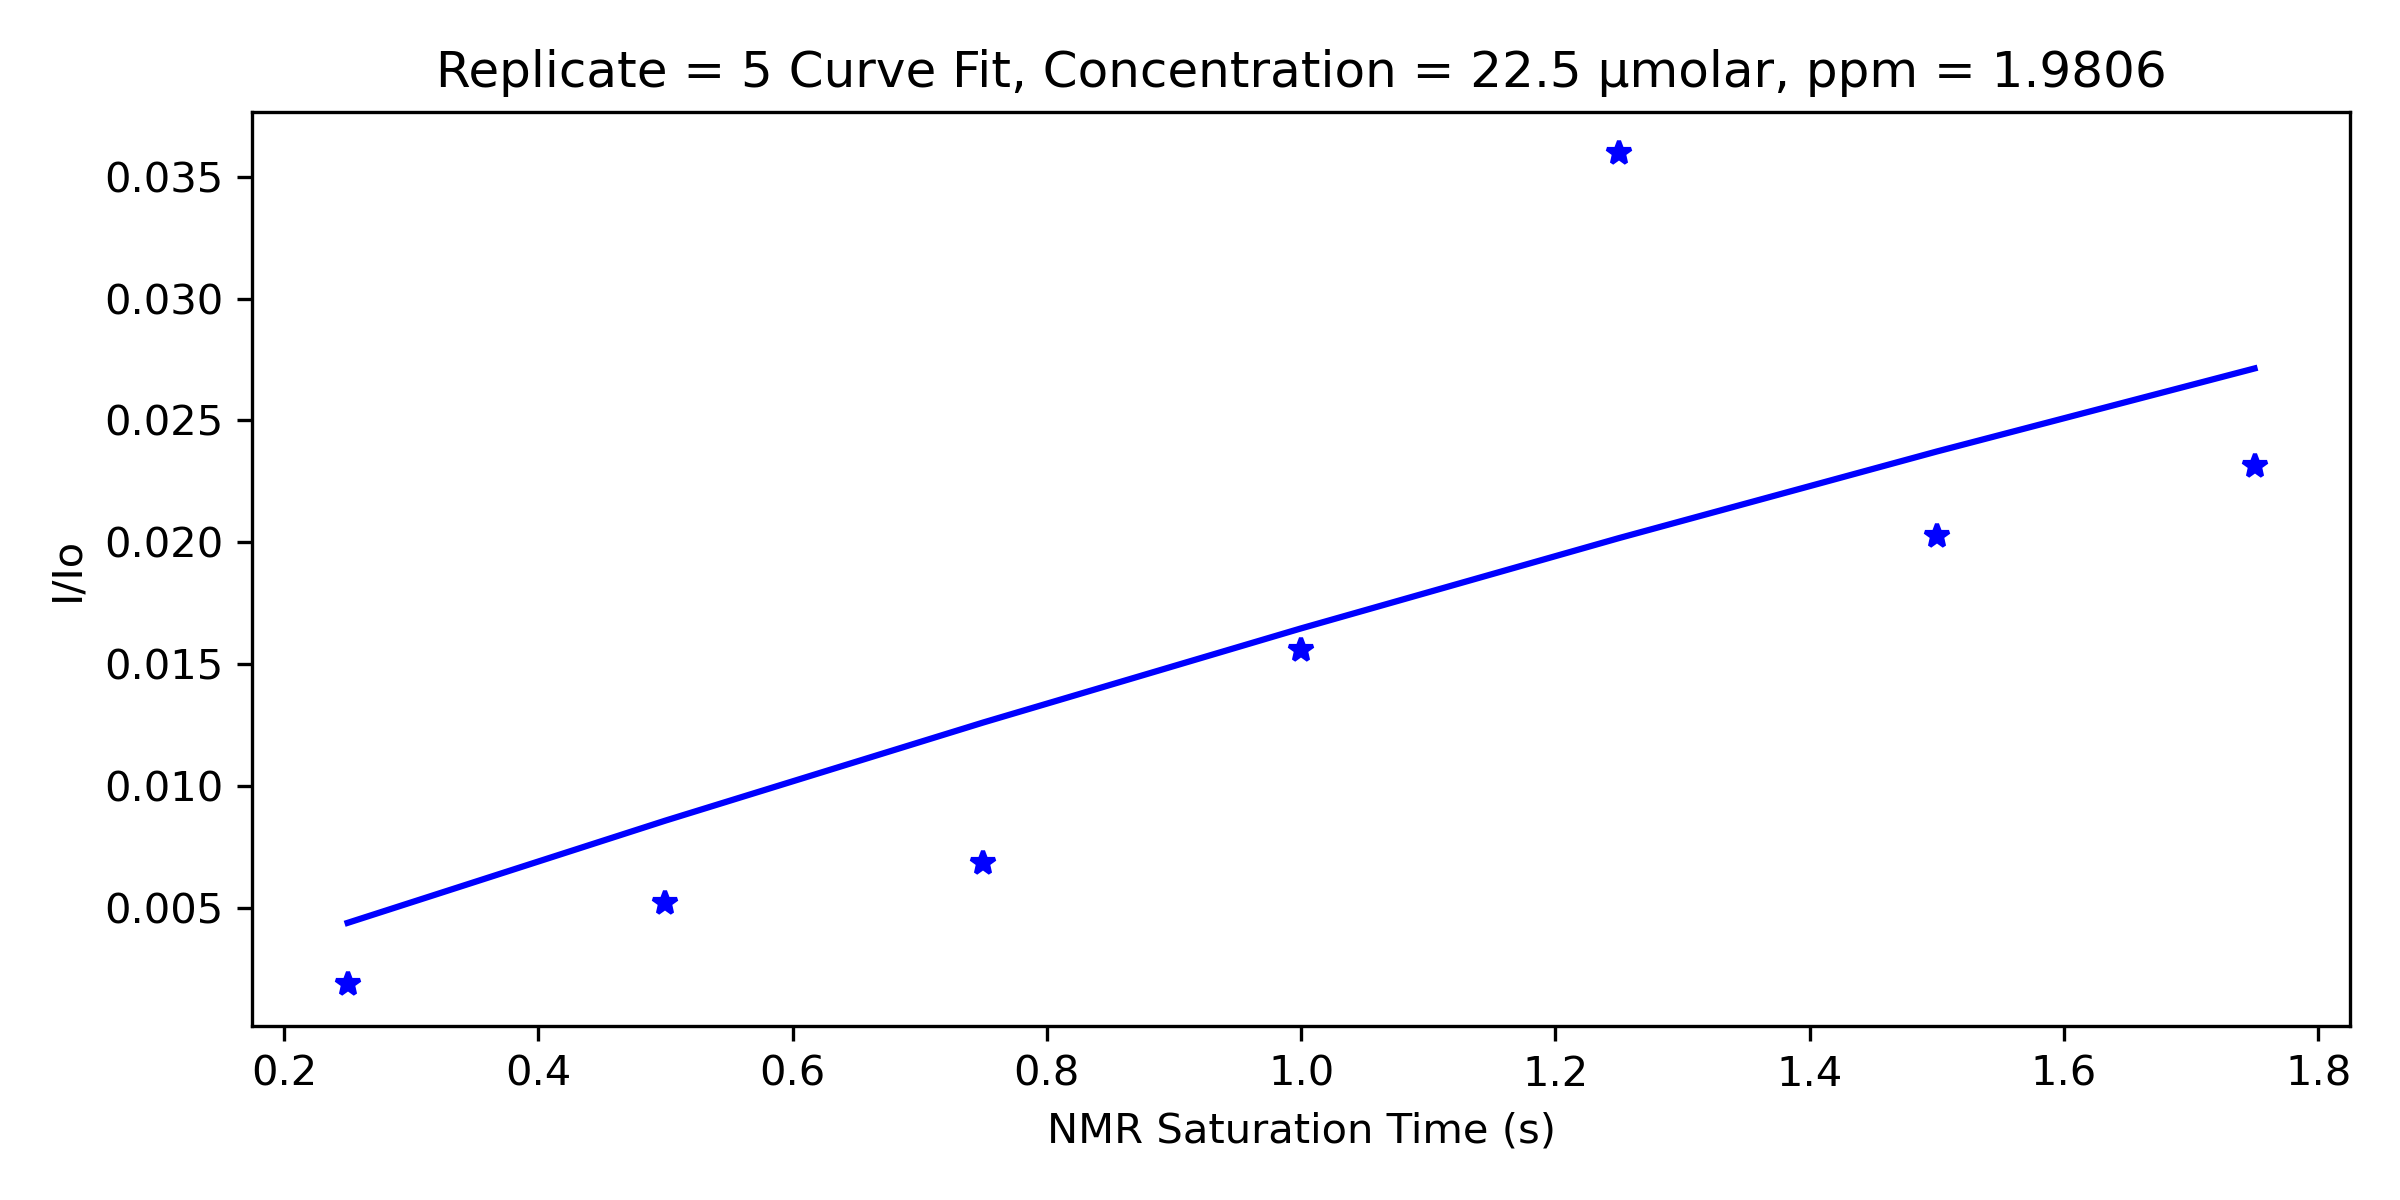 Replicate = 5 Curve Fit, Concentration = 22.5 µmolar, ppm = 1.9806
0.035
0.030
0.025
0.020
0.015
0.010
0.005
I/Io
0.2 0.4 0.6 0.8 1.0 1.2 1.4 1.6 1.8
NMR Saturation Time (s)